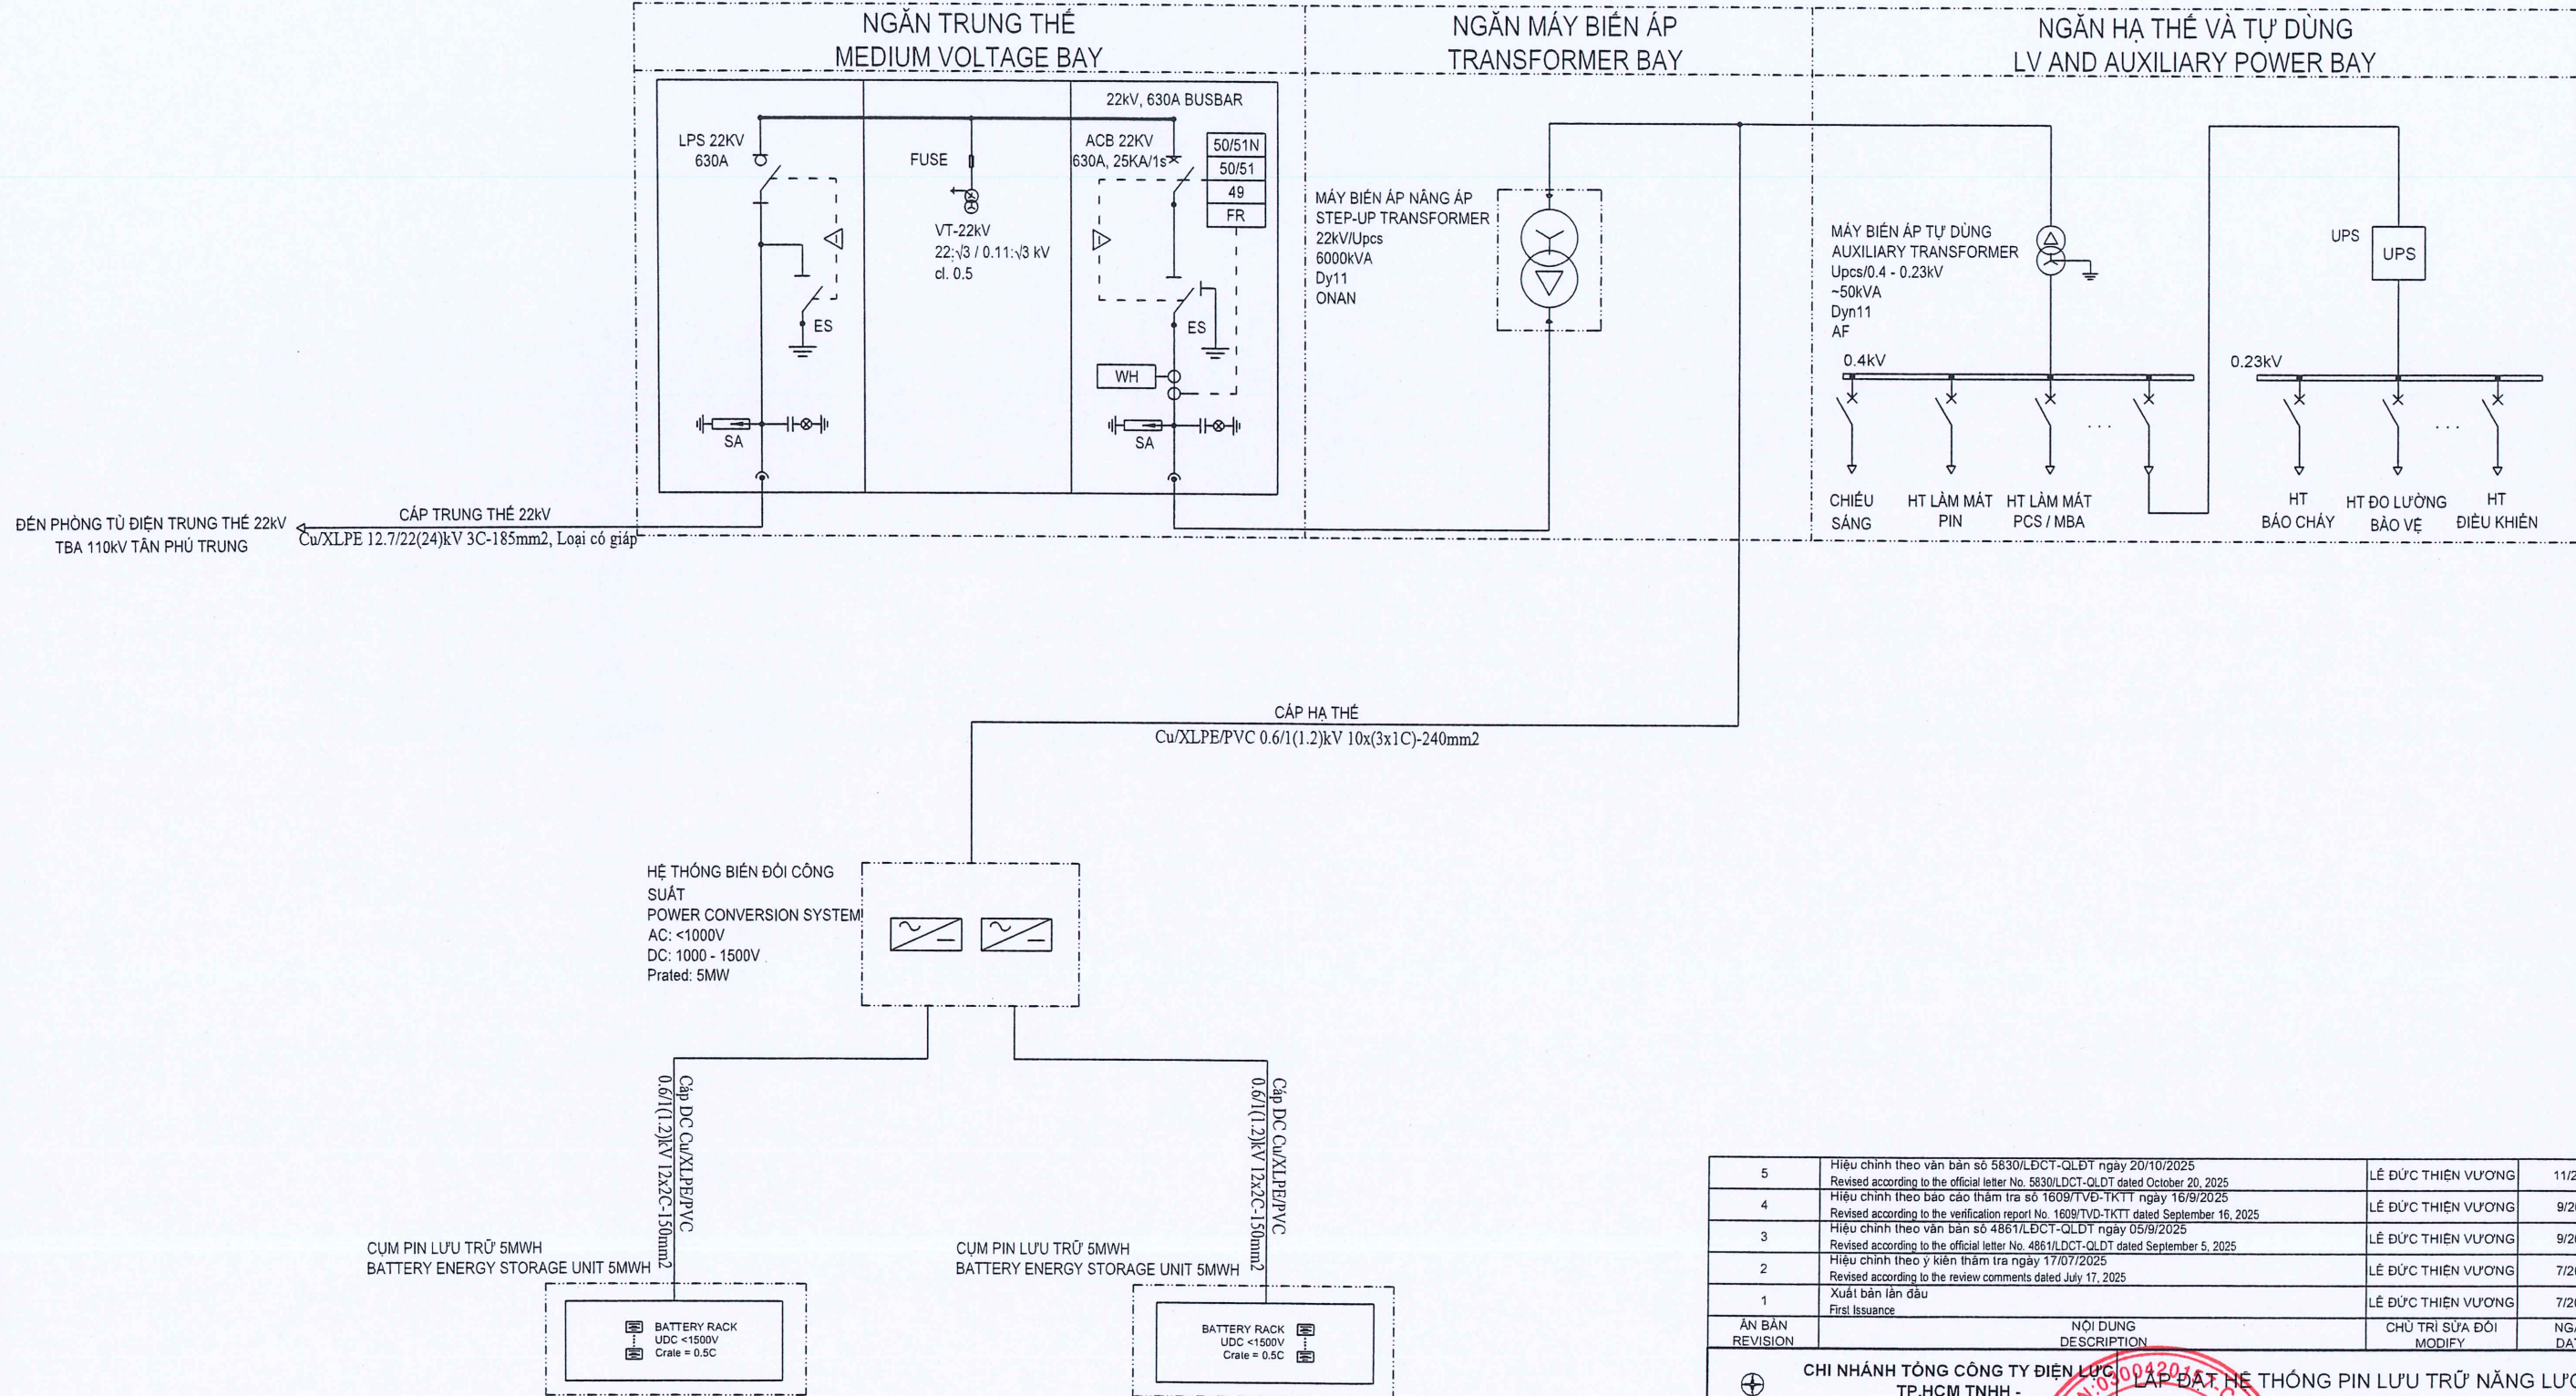 NGĂN TRUNG THẾ
MEDIUM VOLTAGE BAY
NGĂN MÁY BIẾN ÁP
TRANSFORMER BAY
NGĂN HẠ THẾ VÀ TỰ DÙNG
LV AND AUXILIARY POWER BAY
22kV, 630A BUSBAR
LPS 22KV
630A
FUSE
VT-22kV
22:√3 / 0.11:√3 kV
cl. 0.5
ACB 22KV
630A, 25KA/1s
50/51N
50/51
49
FR
ES
ES
WH
SA
SA
MÁY BIẾN ÁP NÂNG ÁP
STEP-UP TRANSFORMER
22kV/Upcs
6000kVA
Dy11
ONAN
MÁY BIẾN ÁP TỰ DÙNG
AUXILIARY TRANSFORMER
Upcs/0.4 - 0.23kV
~50kVA
Dyn11
AF
UPS
UPS
0.4kV
0.23kV
...
...
CHIẾU
SÁNG
HT LÀM MÁT
PIN
HT LÀM MÁT
PCS / MBA
HT
BÁO CHÁY
HT ĐO LƯỜNG
BẢO VỆ
HT
ĐIỀU KHIỂN
ĐẾN PHÒNG TỦ ĐIỆN TRUNG THẾ 22kV
TBA 110kV TÂN PHÚ TRUNG
CÁP TRUNG THẾ 22kV
Cu/XLPE 12.7/22(24)kV 3C-185mm2, Loại có giáp
CÁP HẠ THẾ
Cu/XLPE/PVC 0.6/1(1.2)kV 10x(3x1C)-240mm2
HỆ THỐNG BIẾN ĐỔI CÔNG
SUẤT
POWER CONVERSION SYSTEM
AC: <1000V
DC: 1000 - 1500V
Prated: 5MW
Cáp DC Cu/XLPE/PVC
0.6/1(1.2)kV 12x2C-150mm2
Cáp DC Cu/XLPE/PVC
0.6/1(1.2)kV 12x2C-150mm2
CỤM PIN LƯU TRỮ 5MWH
BATTERY ENERGY STORAGE UNIT 5MWH
BATTERY RACK
UDC <1500V
Crate = 0.5C
CỤM PIN LƯU TRỮ 5MWH
BATTERY ENERGY STORAGE UNIT 5MWH
BATTERY RACK
UDC <1500V
Crate = 0.5C
5
Hiệu chỉnh theo văn bản số 5830/LĐCT-QLĐT ngày 20/10/2025
Revised according to the official letter No. 5830/LDCT-QLDT dated October 20, 2025
LÊ ĐỨC THIỆN VƯƠNG
4
Hiệu chỉnh theo báo cáo thẩm tra số 1609/TVĐ-TKTT ngày 16/9/2025
Revised according to the verification report No. 1609/TVD-TKTT dated September 16, 2025
LÊ ĐỨC THIỆN VƯƠNG
3
Hiệu chỉnh theo văn bản số 4861/LĐCT-QLĐT ngày 05/9/2025
Revised according to the official letter No. 4861/LDCT-QLDT dated September 5, 2025
LÊ ĐỨC THIỆN VƯƠNG
2
Hiệu chỉnh theo ý kiến thẩm tra ngày 17/07/2025
Revised according to the review comments dated July 17, 2025
LÊ ĐỨC THIỆN VƯƠNG
1
Xuất bản lần đầu
First Issuance
LÊ ĐỨC THIỆN VƯƠNG
ẤN BẢN
REVISION
NỘI DUNG
DESCRIPTION
CHỦ TRÌ SỬA ĐỔI
MODIFY
CHI NHÁNH TỔNG CÔNG TY ĐIỆN LỰC
TP.HCM TNHH -
LẮP ĐẶT HỆ THỐNG PIN LƯU TRỮ NĂNG